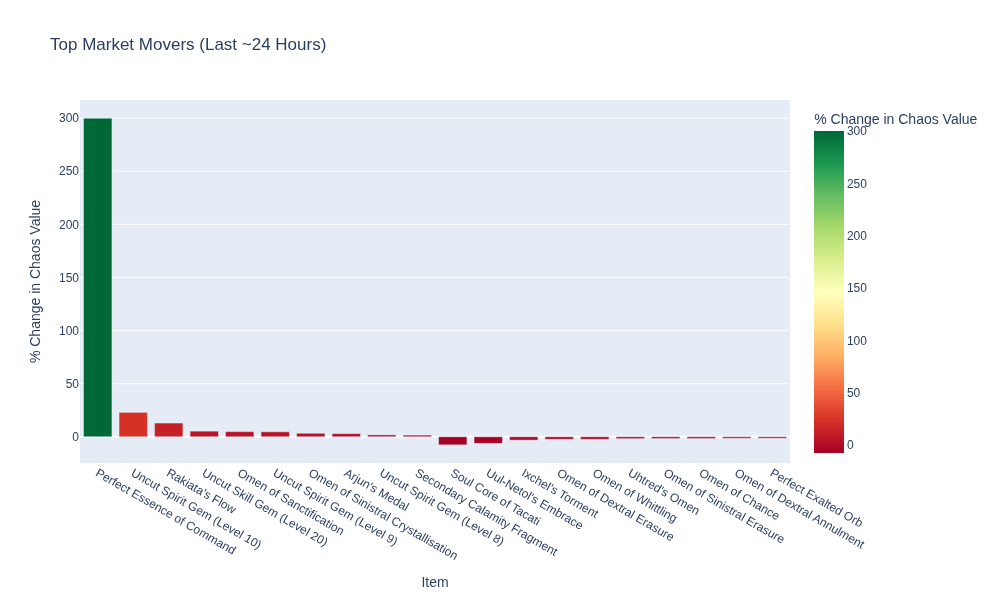 Top Market Movers (Last ~24 Hours)
% Change in Chaos Value
300
250
200
150
100
50
0
Perfect Essence of Command
Uncut Spirit Gem (Level 10)
Rakiata's Flow
Uncut Skill Gem (Level 20)
Omen of Sanctification
Uncut Spirit Gem (Level 9)
Omen of Sinistral Crystallisation
Arjun's Medal
Uncut Spirit Gem (Level 8)
Secondary Calamity Fragment
Soul Core of Tacati
Uul-Netol's Embrace
Ixchel's Torment
Omen of Dextral Erasure
Omen of Whittling
Uhtred's Omen
Omen of Sinistral Erasure
Omen of Chance
Omen of Dextral Annulment
Perfect Exalted Orb
Item
% Change in Chaos Value
300
250
200
150
100
50
0